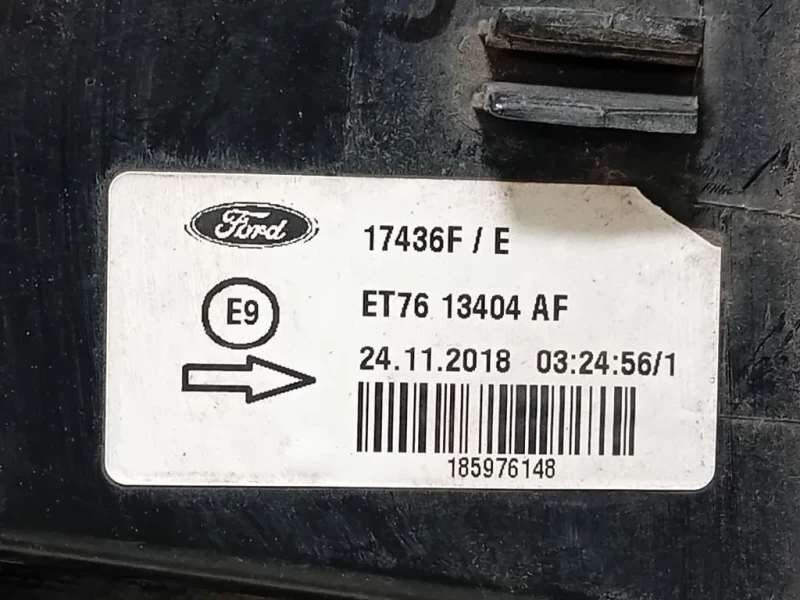 Ford
17436F / E
E9
ET76 13404 AF
24.11.2018 03:24:56/1
185976148